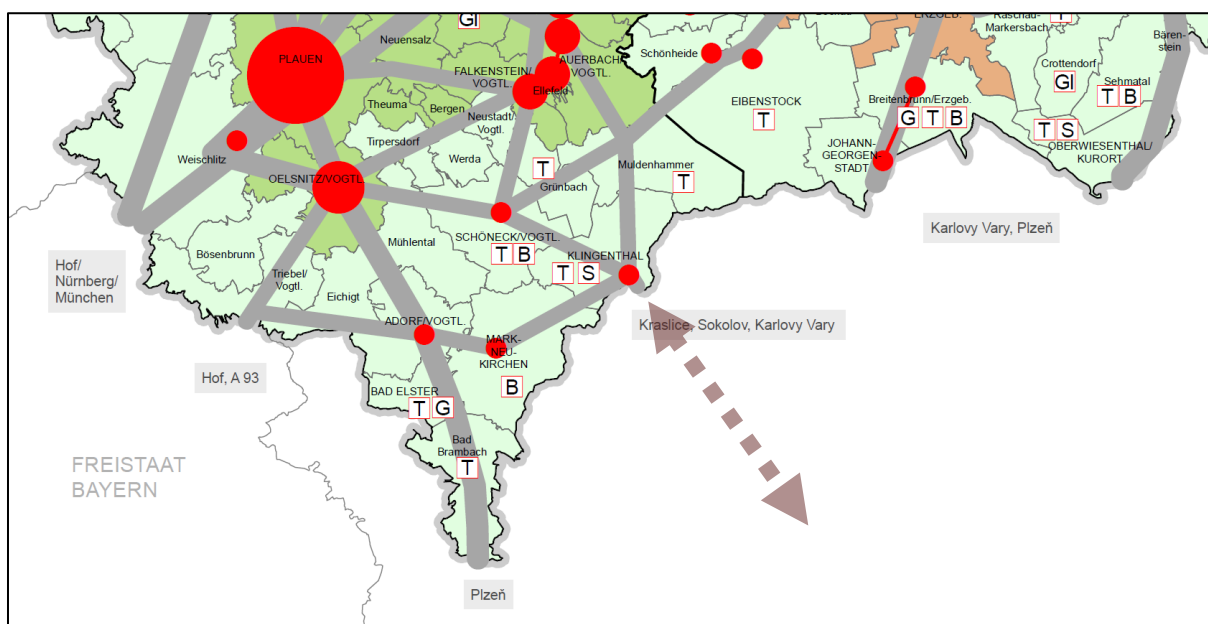 ERZGEB.
Raschau-
Markersbach
T
Bären-
stein
GI
Neuensalz
Schönheide
PLAUEN
AUERBACH/
VOGTL.
FALKENSTEIN/
VOGTL.
Ellefeld
Crottendorf
GI
Sehmatal
T B
Theuma
Bergen
Neustadt/
Vogtl.
EIBENSTOCK
T
Breitenbrunn/Erzgeb.
G T B
T S
OBERWIESENTHAL/
KURORT
Tirpersdorf
JOHANN-
GEORGEN-
STADT
Weischlitz
Werda
T
Grünbach
Muldenhammer
T
OELSNITZ/VOGTL.
Karlovy Vary, Plzeň
Mühlental
SCHÖNECK/VOGTL.
T B
KLINGENTHAL
T S
Bösenbrunn
Hof/
Nürnberg/
München
Triebel/
Vogtl.
Eichigt
ADORF/VOGTL.
Kraslice, Sokolov, Karlovy Vary
MARK-
NEU-
KIRCHEN
B
Hof, A 93
BAD ELSTER
T G
Bad
Brambach
T
FREISTAAT
BAYERN
Plzeň